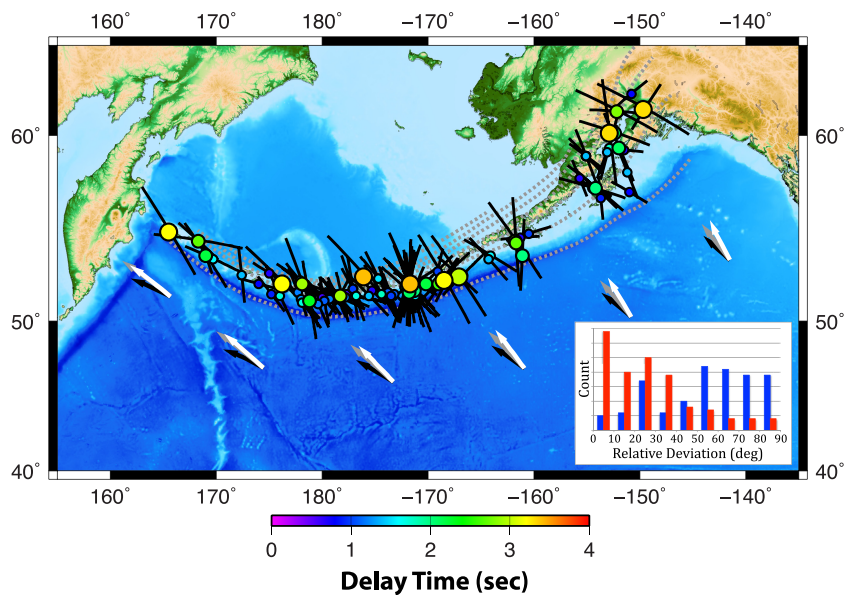 160° 170° 180° −170° −160° −150° −140°
60° 60°
50° 50°
Count
0 10 20 30 40 50 60 70 80 90
Relative Deviation (deg)
40° 40°
160° 170° 180° −170° −160° −150° −140°
0 1 2 3 4
Delay Time (sec)